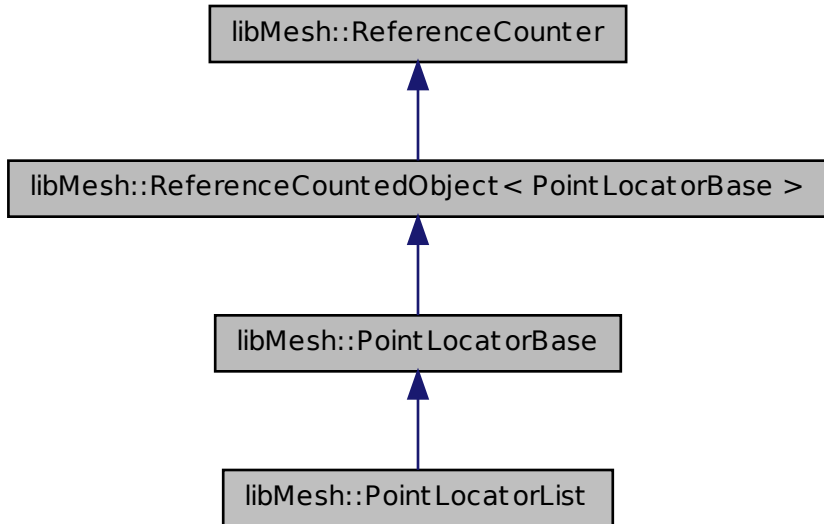 libMesh::ReferenceCounter
libMesh::ReferenceCountedObject< PointLocatorBase >
libMesh::PointLocatorBase
libMesh::PointLocatorList